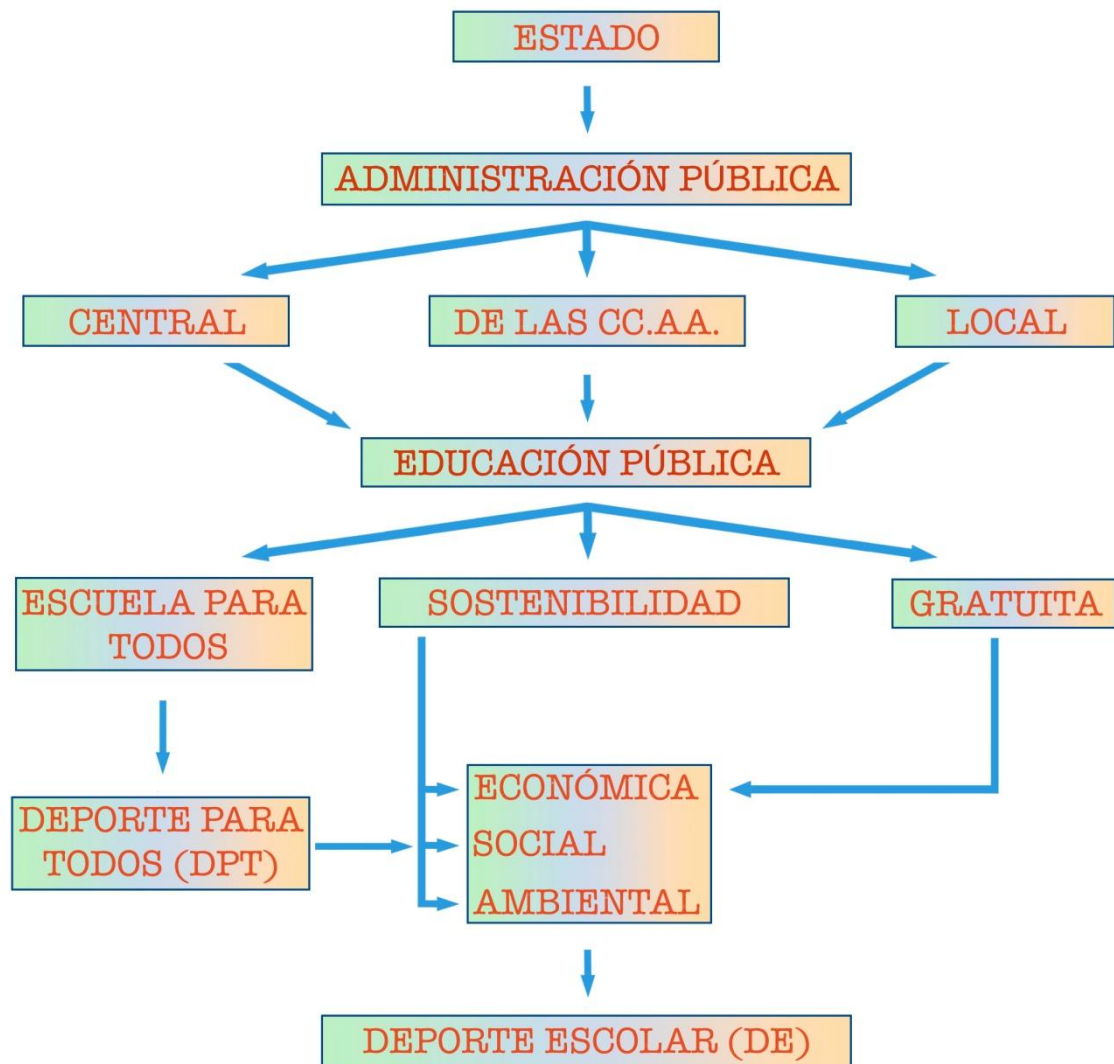 ESTADO
ADMINISTRACIÓN PÚBLICA
CENTRAL
DE LAS CC.AA.
LOCAL
EDUCACIÓN PÚBLICA
ESCUELA PARA
TODOS
SOSTENIBILIDAD
GRATUITA
DEPORTE PARA
TODOS (DPT)
ECONÓMICA
SOCIAL
AMBIENTAL
DEPORTE ESCOLAR (DE)